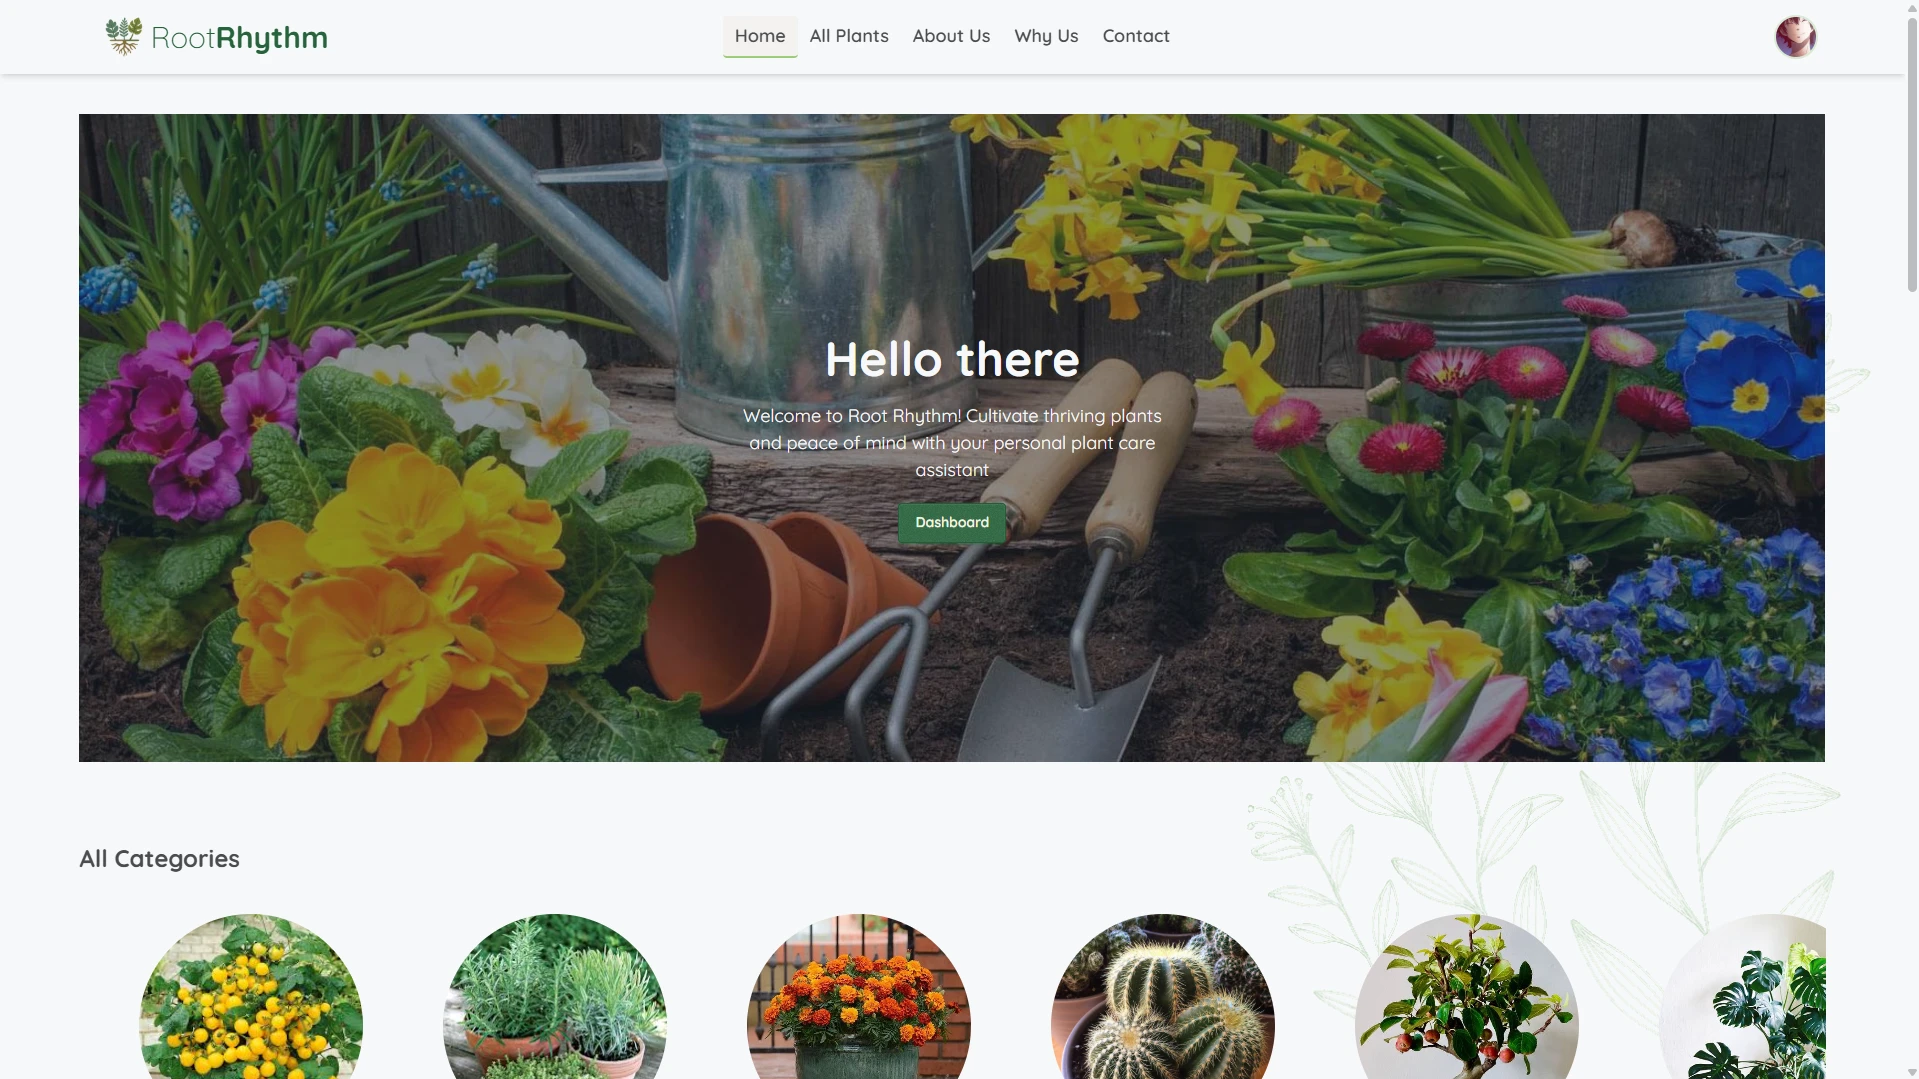 RootRhythm
Home
All Plants
About Us
Why Us
Contact
Hello there
Welcome to Root Rhythm! Cultivate thriving plants
and peace of mind with your personal plant care
assistant
Dashboard
All Categories